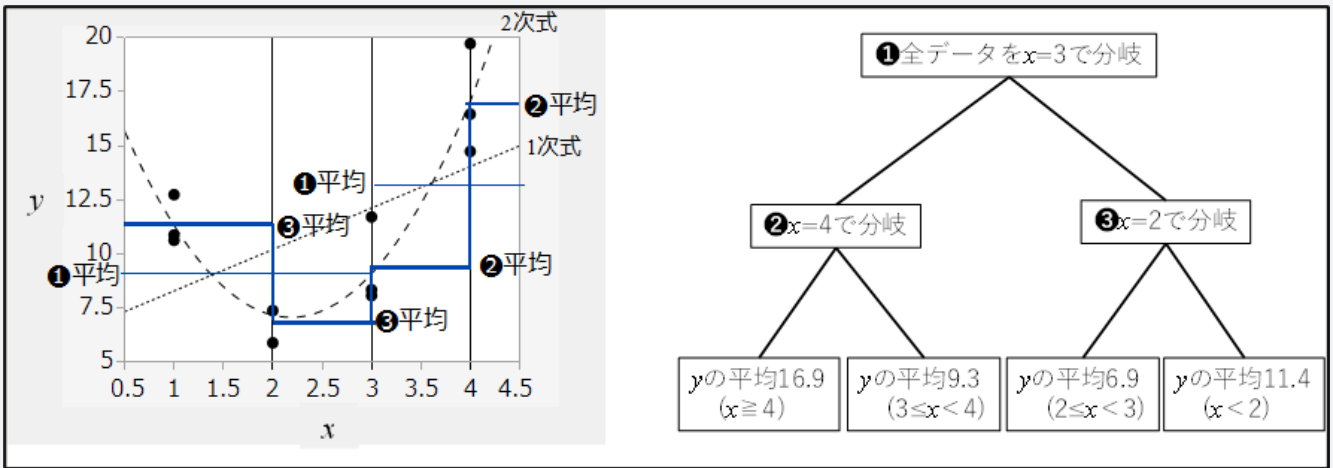 2次式
20
17.5
15
12.5
10
7.5
5
y
❷平均
1次式
❶平均
❸平均
❶平均
❷平均
❸平均
0.5 1 1.5 2 2.5 3 3.5 4 4.5
x
❶全データをx=3で分岐
❷x=4で分岐
❸x=2で分岐
yの平均16.9
(x≧4)
yの平均9.3
(3≤x<4)
yの平均6.9
(2≤x<3)
yの平均11.4
(x<2)